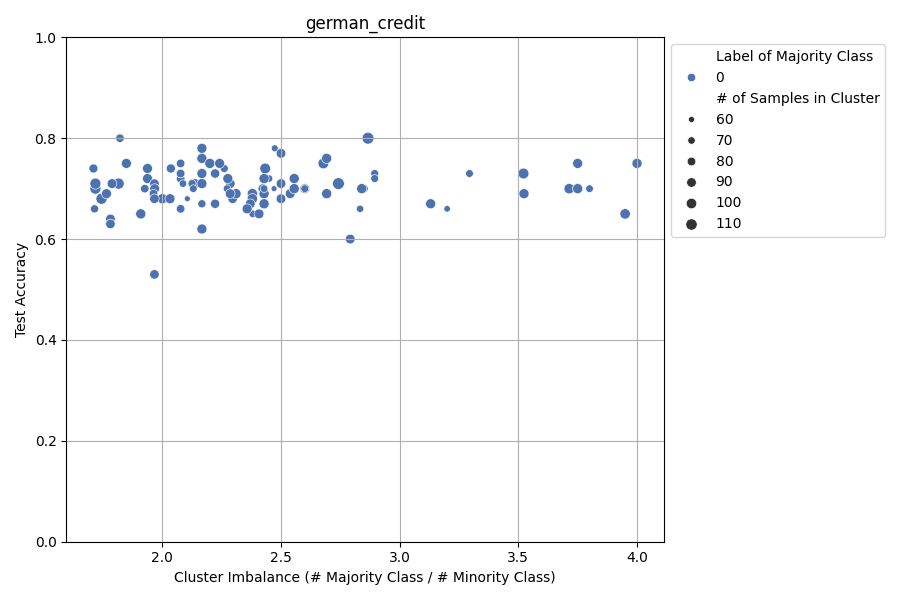 german_credit
1.0
0.8
0.6
0.4
0.2
0.0
Test Accuracy
2.0 2.5 3.0 3.5 4.0
Cluster Imbalance (# Majority Class / # Minority Class)
Label of Majority Class
0
# of Samples in Cluster
60
70
80
90
100
110